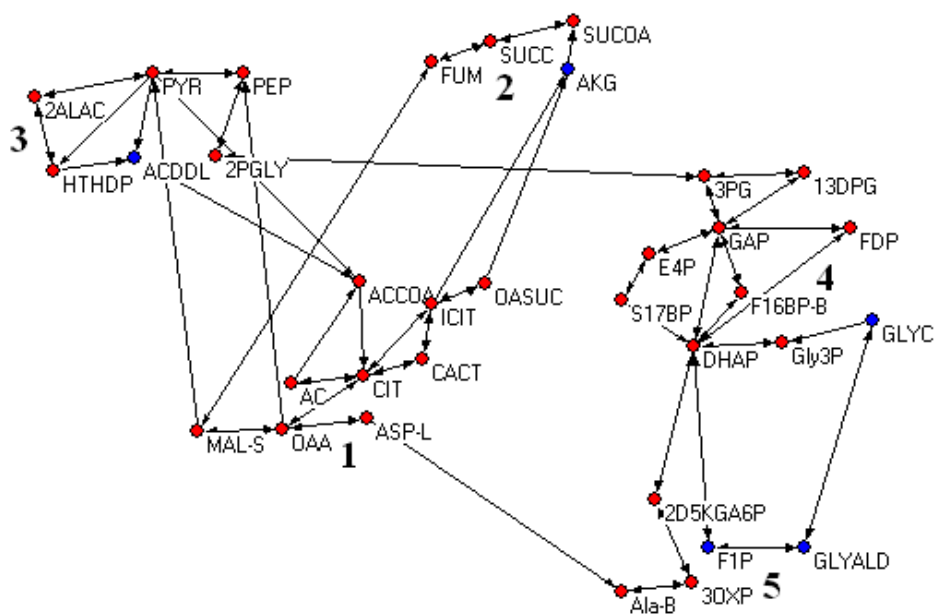 SUCOA
SUCC
3
PYR
PEP
FUM
2
AKG
2ALAC
HTHDP
ACDDL
2PGLY
3PG
13DPG
GAP
FDP
E4P
4
ACCOA
OASUC
F16BP-B
ICIT
S17BP
GLYC
DHAP
Gly3P
CACT
AC
CIT
ASP-L
MAL-S
OAA
1
2D5KGA6P
F1P
GLYALD
5
Ala-B
3OXP